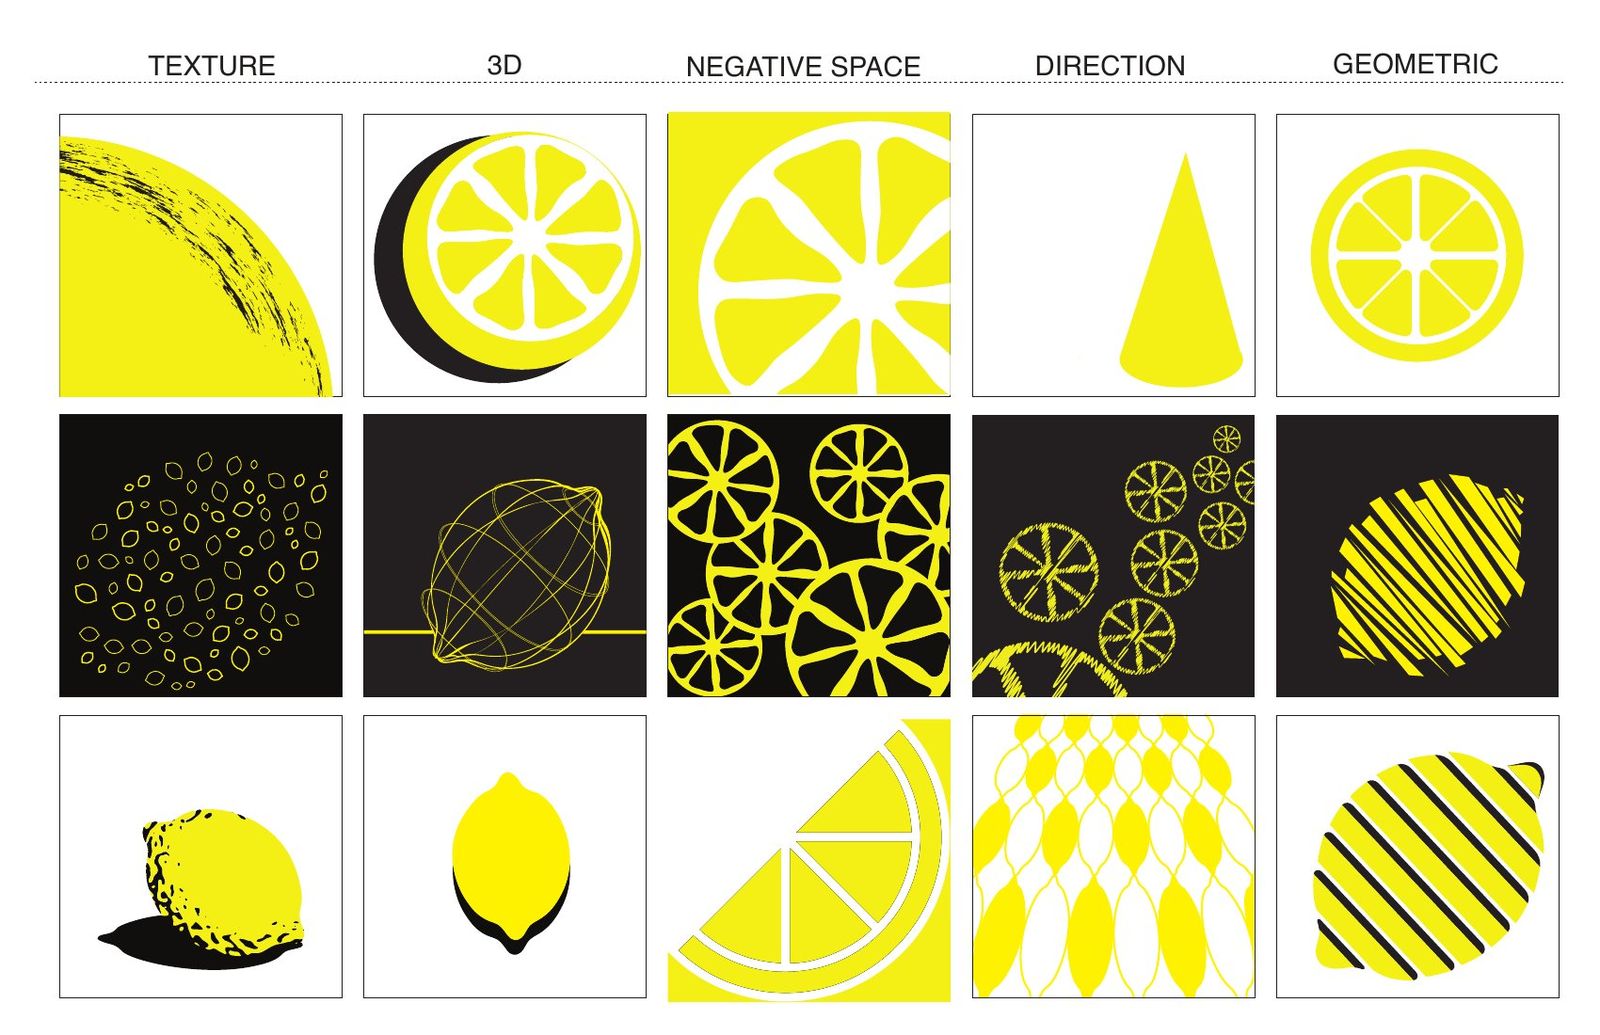 TEXTURE
3D
NEGATIVE SPACE
DIRECTION
GEOMETRIC